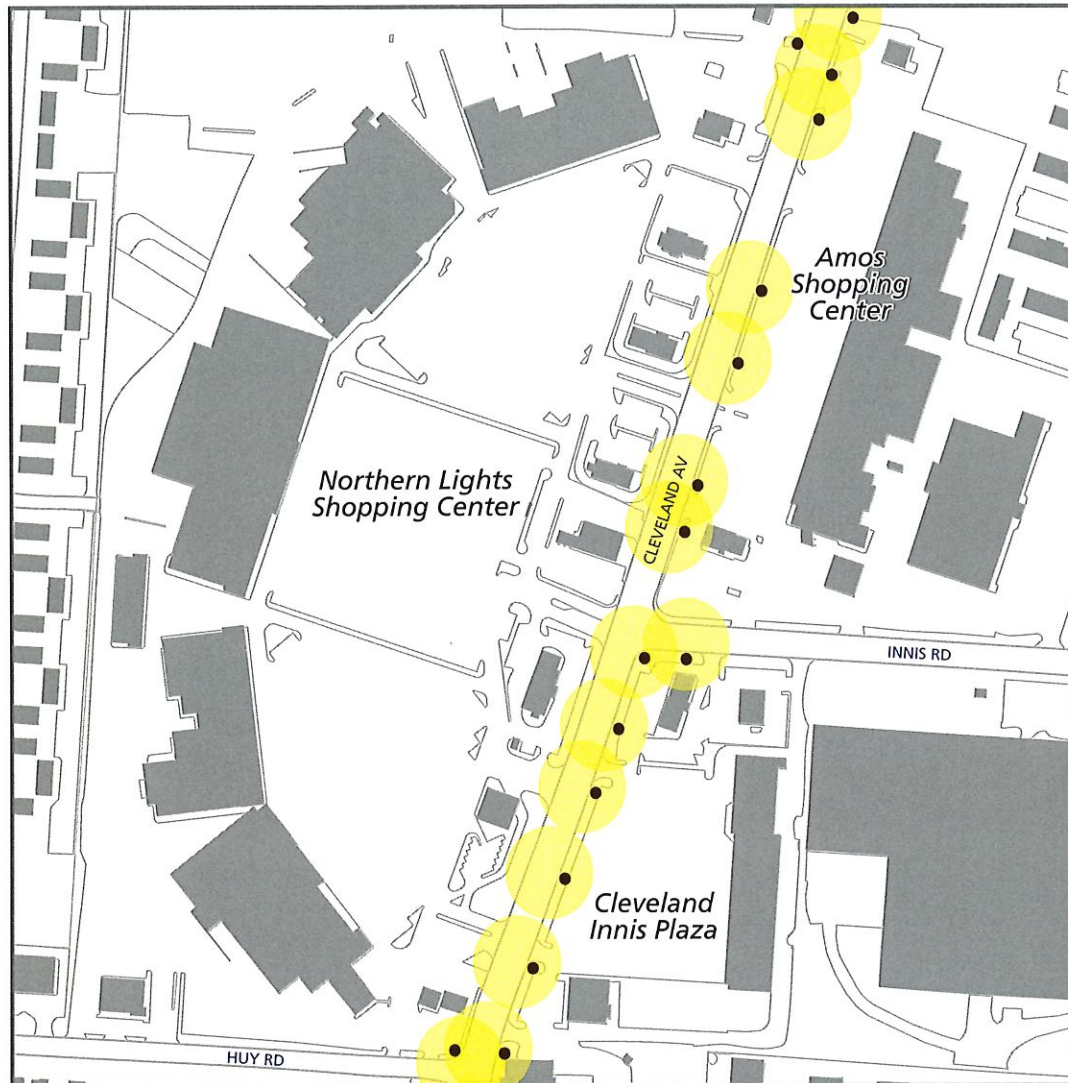 Amos
Shopping
Center
Northern Lights
Shopping Center
CLEVELAND AV
INNIS RD
Cleveland
Innis Plaza
HUY RD